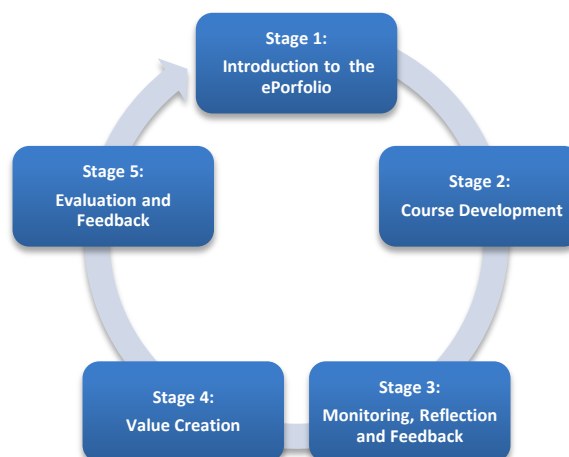 Stage 1:
Introduction to the
ePorfolio
Stage 2:
Course Development
Stage 3:
Monitoring, Reflection
and Feedback
Stage 4:
Value Creation
Stage 5:
Evaluation and
Feedback